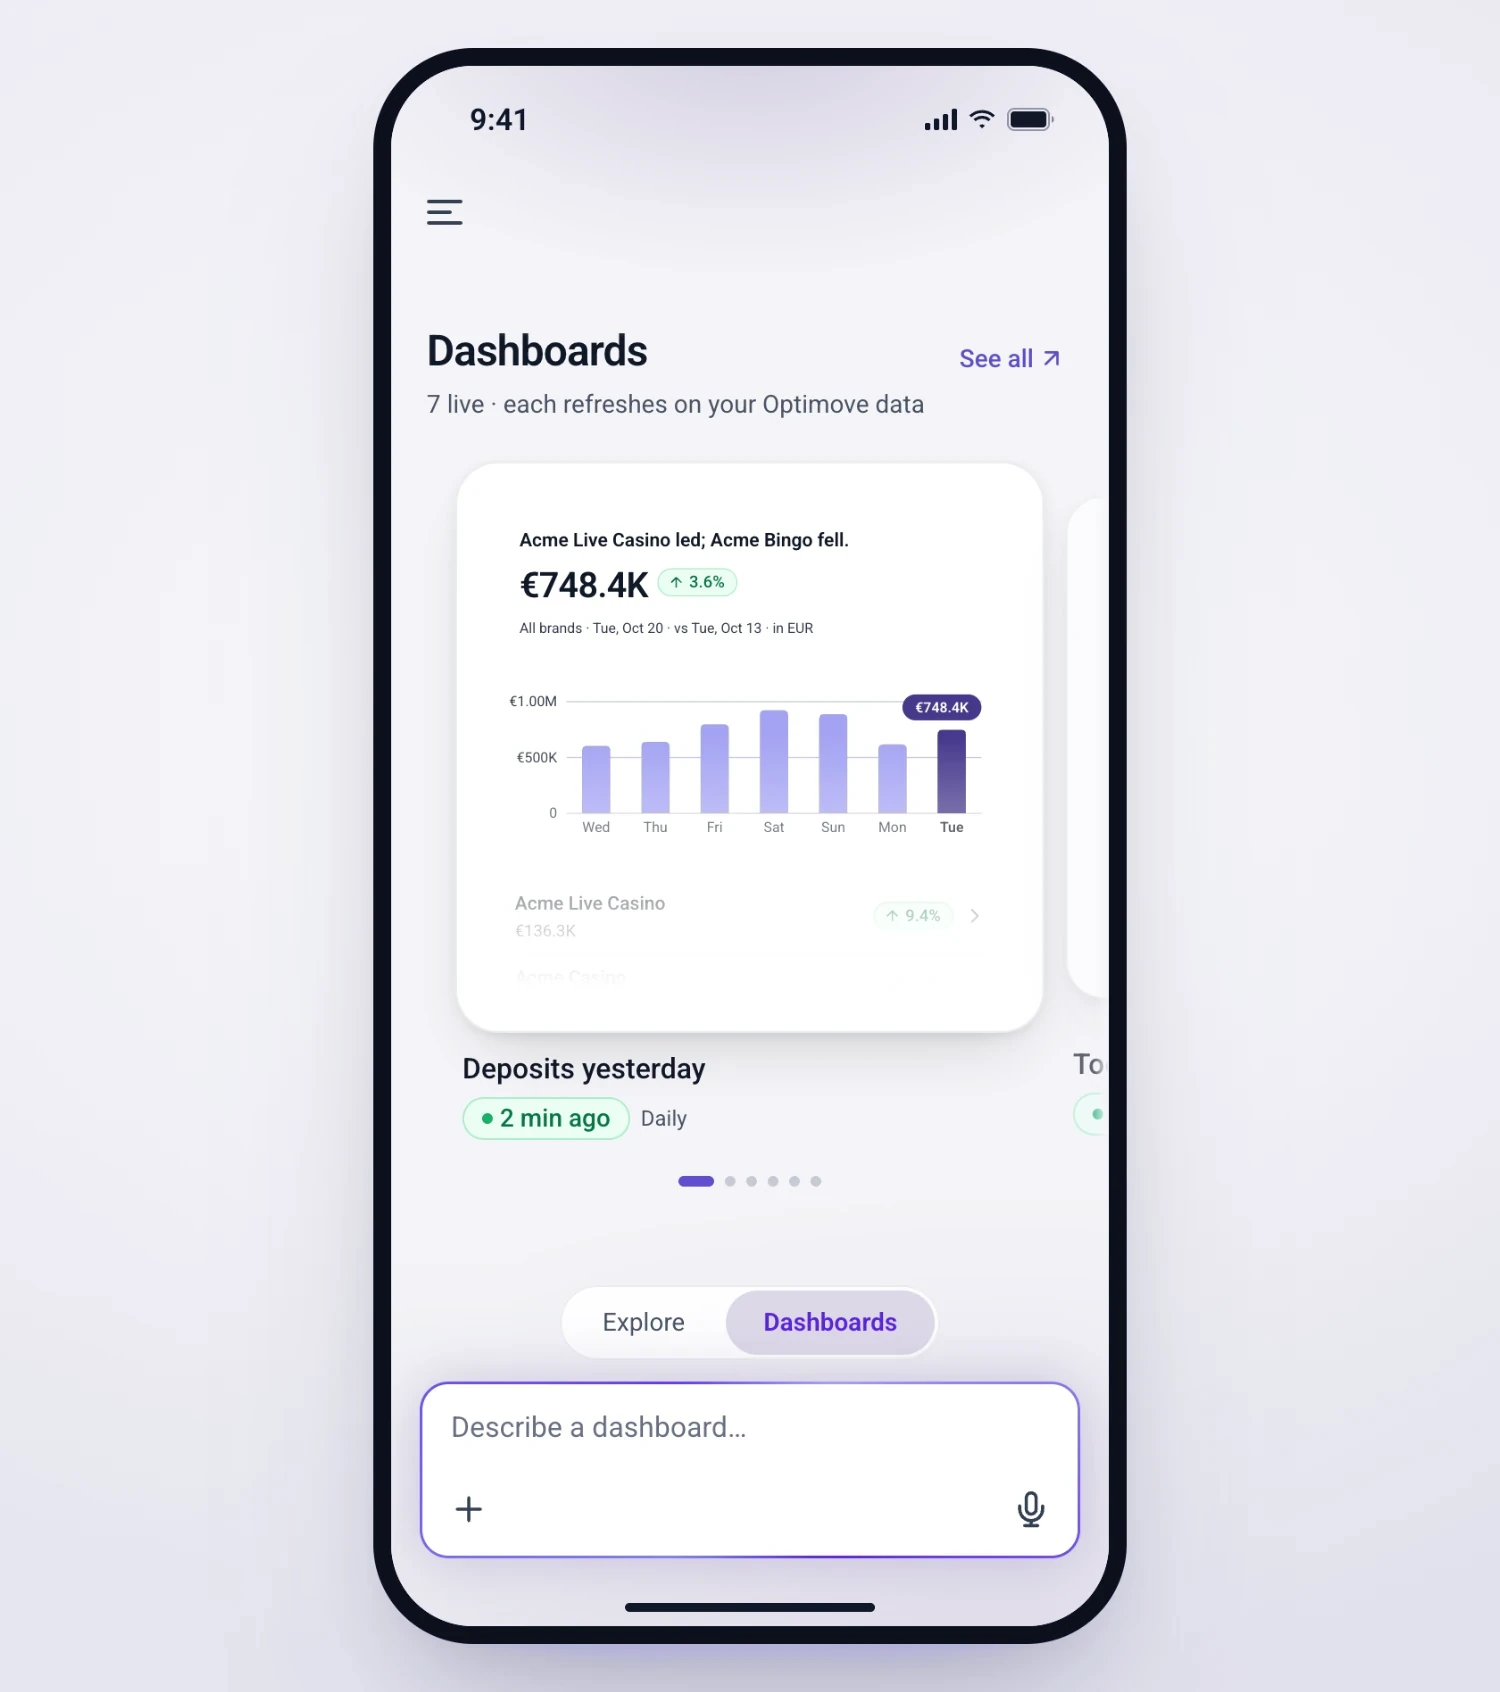 9:41
Dashboards
See all
7 live · each refreshes on your Optimove data
Acme Live Casino led; Acme Bingo fell.
€748.4K ↑ 3.6%
All brands · Tue, Oct 20 · vs Tue, Oct 13 · in EUR
€1.00M
€748.4K
€500K
0
Wed Thu Fri Sat Sun Mon Tue
Acme Live Casino
↑ 9.4%
€136.3K
Acme Casino
Deposits yesterday
2 min ago Daily
Explore Dashboards
Describe a dashboard...